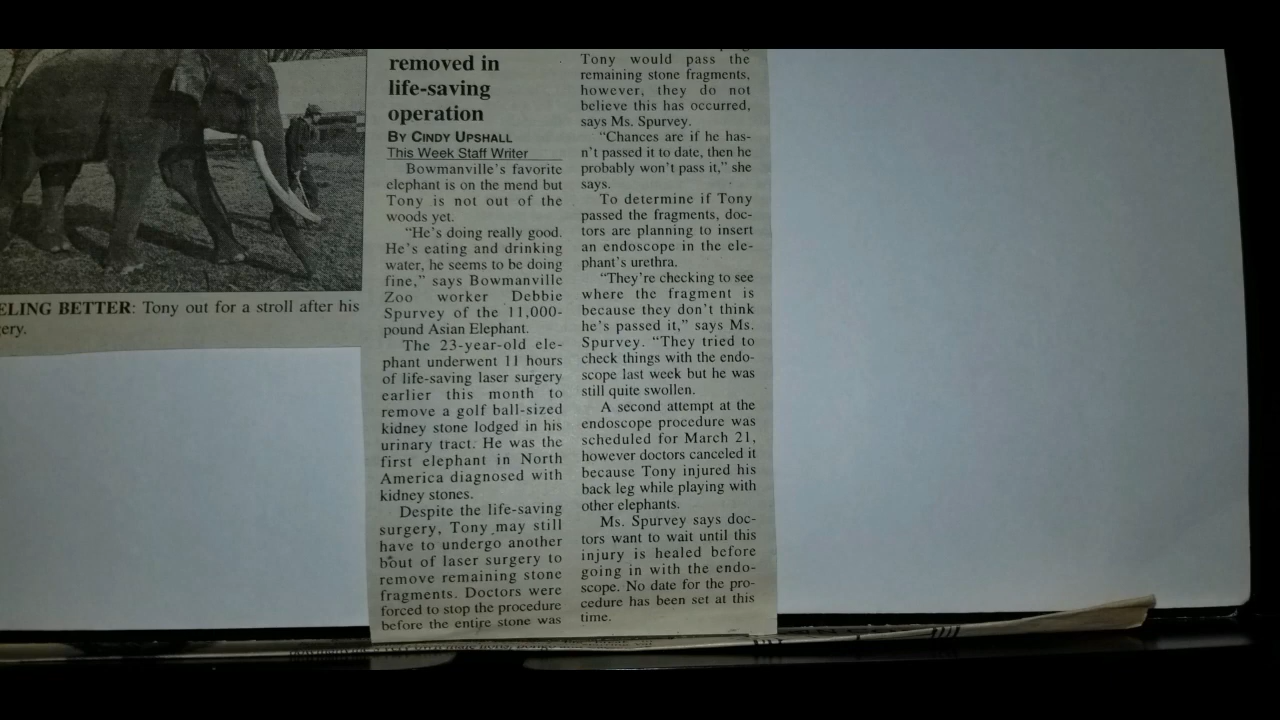 ELING BETTER: Tony out for a stroll after his
ery.
removed in
life-saving
operation
BY CINDY UPSHALL
This Week Staff Writer
Bowmanville's favorite
elephant is on the mend but
Tony is not out of the
woods yet.
"He's doing really good.
He's eating and drinking
water, he seems to be doing
fine," says Bowmanville
Zoo worker Debbie
Spurvey of the 11,000-
pound Asian Elephant.
The 23-year-old ele-
phant underwent 11 hours
of life-saving laser surgery
earlier this month to
remove a golf ball-sized
kidney stone lodged in his
urinary tract. He was the
first elephant in North
America diagnosed with
kidney stones.
Despite the life-saving
surgery, Tony may still
have to undergo another
bout of laser surgery to
remove remaining stone
fragments. Doctors were
forced to stop the procedure
before the entire stone was
Tony would pass the
remaining stone fragments,
however, they do not
believe this has occurred,
says Ms. Spurvey.
"Chances are if he has-
n't passed it to date, then he
probably won't pass it," she
says.
To determine if Tony
passed the fragments, doc-
tors are planning to insert
an endoscope in the ele-
phant's urethra.
"They're checking to see
where the fragment is
because they don't think
he's passed it," says Ms.
Spurvey. "They tried to
check things with the endo-
scope last week but he was
still quite swollen.
A second attempt at the
endoscope procedure was
scheduled for March 21,
however doctors canceled it
because Tony injured his
back leg while playing with
other elephants.
Ms. Spurvey says doc-
tors want to wait until this
injury is healed before
going in with the endo-
scope. No date for the pro-
cedure has been set at this
time.